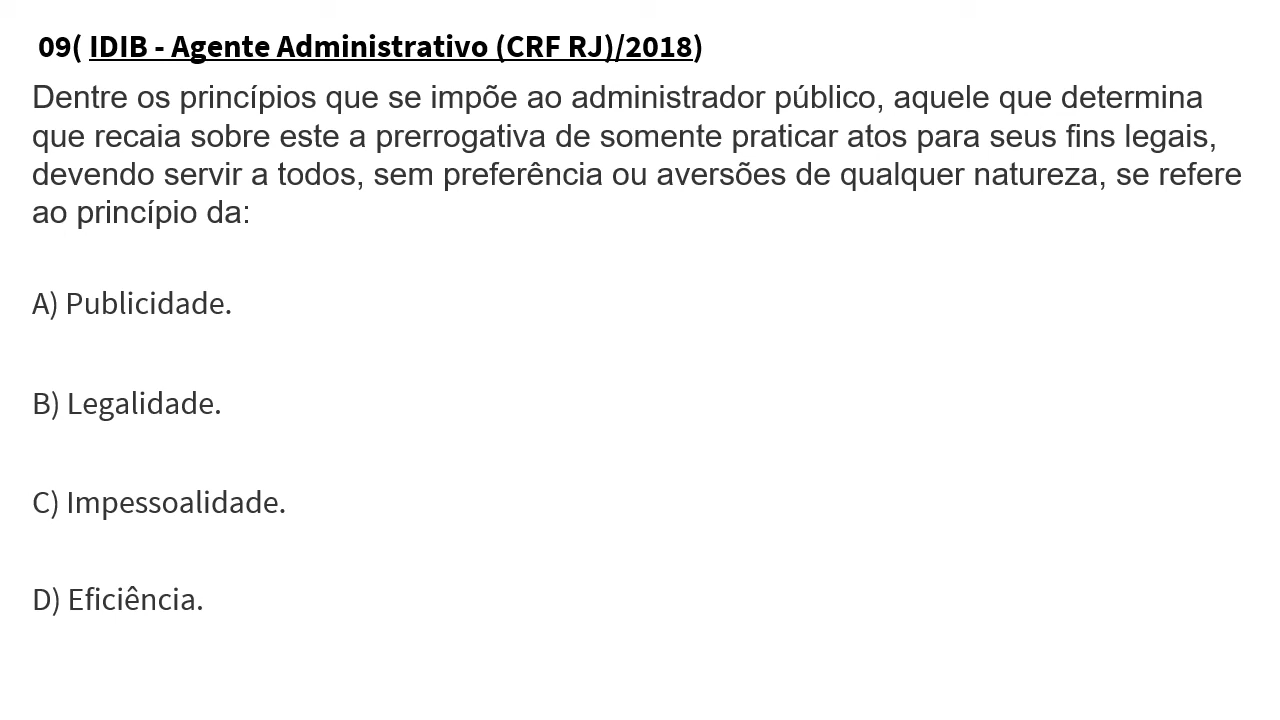 09( IDIB - Agente Administrativo (CRF RJ)/2018)
Dentre os princípios que se impõe ao administrador público, aquele que determina
que recaia sobre este a prerrogativa de somente praticar atos para seus fins legais,
devendo servir a todos, sem preferência ou aversões de qualquer natureza, se refere
ao princípio da:
A) Publicidade.
B) Legalidade.
C) Impessoalidade.
D) Eficiência.